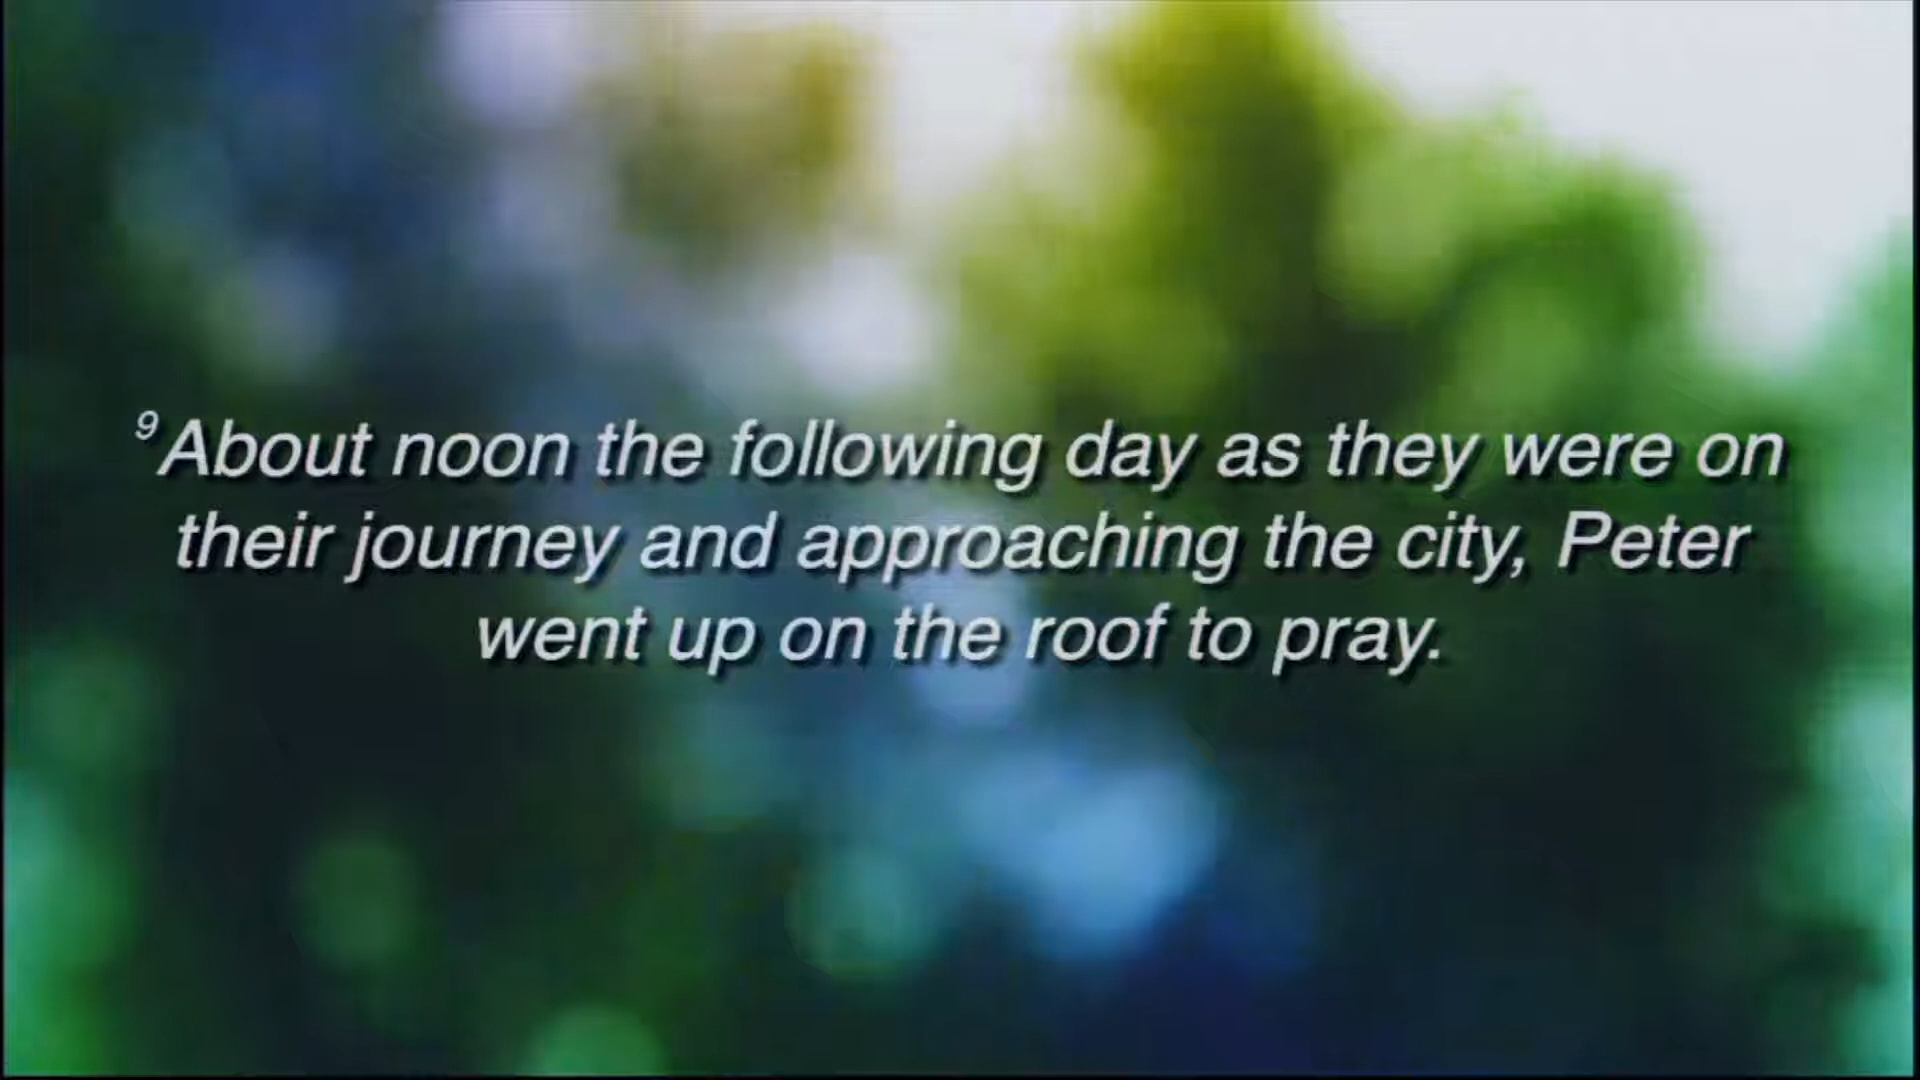 ⁹About noon the following day as they were on
their journey and approaching the city, Peter
went up on the roof to pray.